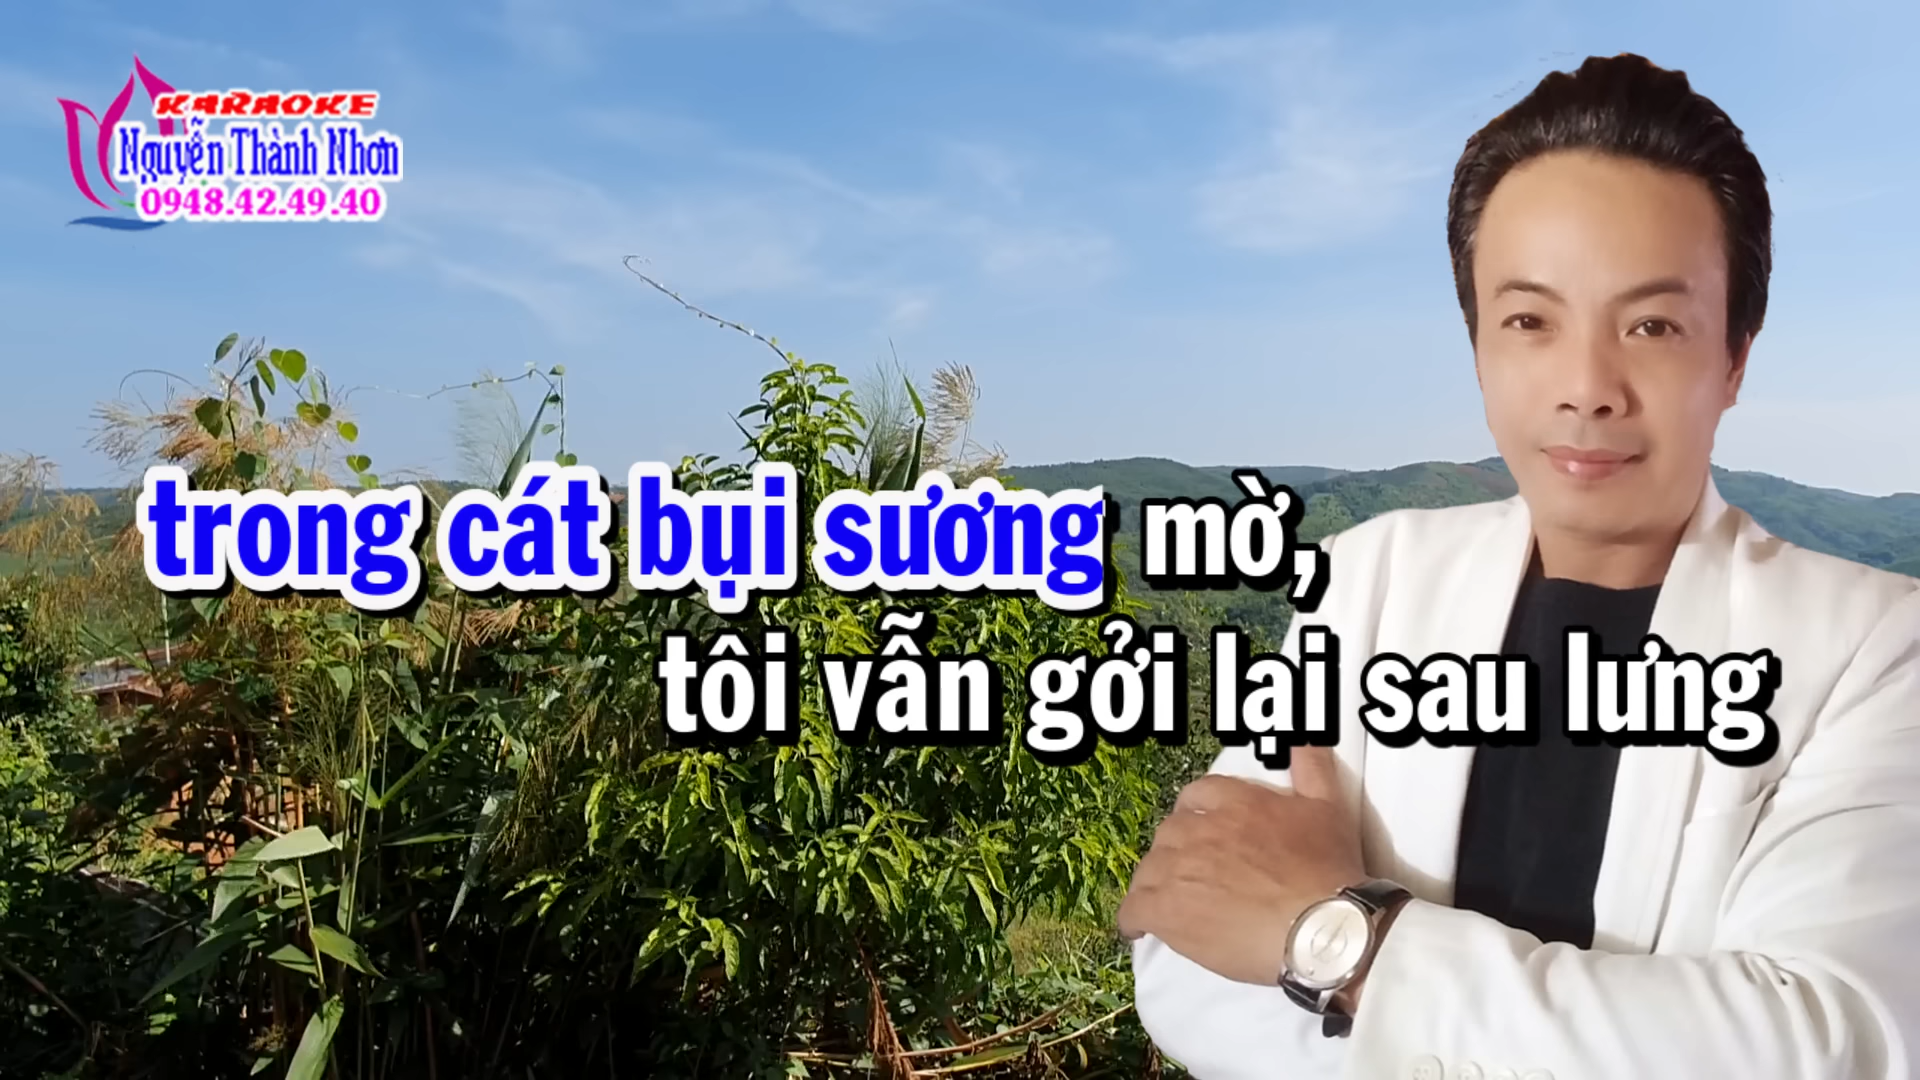 KARAOKE
Nguyễn Thành Nhơn
0948.42.49.40
trong cát bụi sương mờ,
tôi vẫn gởi lại sau lưng